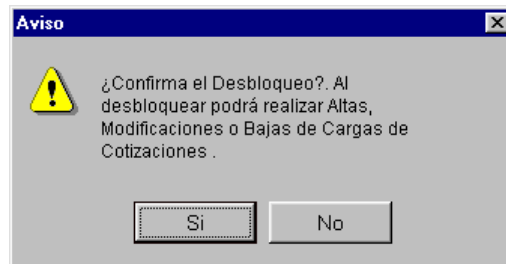 Aviso
¿Confirma el Desbloqueo?. Al
desbloquear podrá realizar Altas,
Modificaciones o Bajas de Cargas de
Cotizaciones .
Si
No